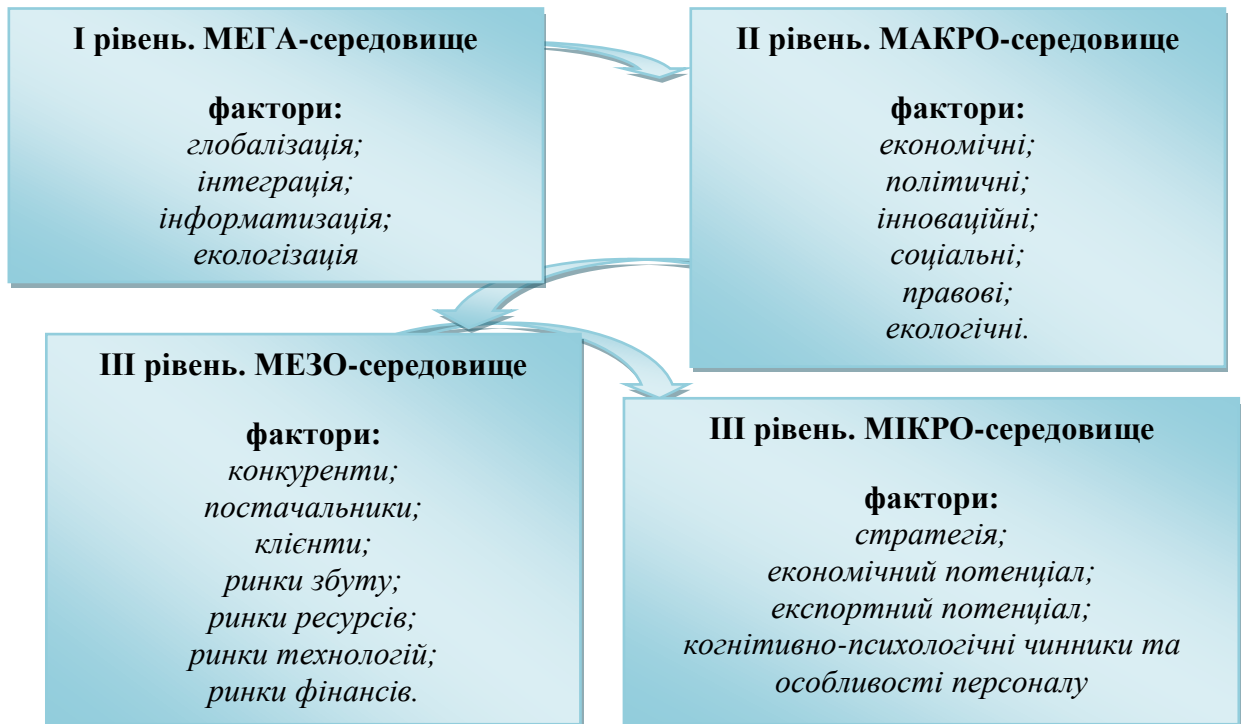 І рівень. МЕГА-середовище
фактори:
глобалізація;
інтеграція;
інформатизація;
екологізація
ІІ рівень. МАКРО-середовище
фактори:
економічні;
політичні;
інноваційні;
соціальні;
правові;
екологічні.
ІІІ рівень. МЕЗО-середовище
фактори:
конкуренти;
постачальники;
клієнти;
ринки збуту;
ринки ресурсів;
ринки технологій;
ринки фінансів.
ІІІ рівень. МІКРО-середовище
фактори:
стратегія;
економічний потенціал;
експортний потенціал;
когнітивно-психологічні чинники та
особливості персоналу